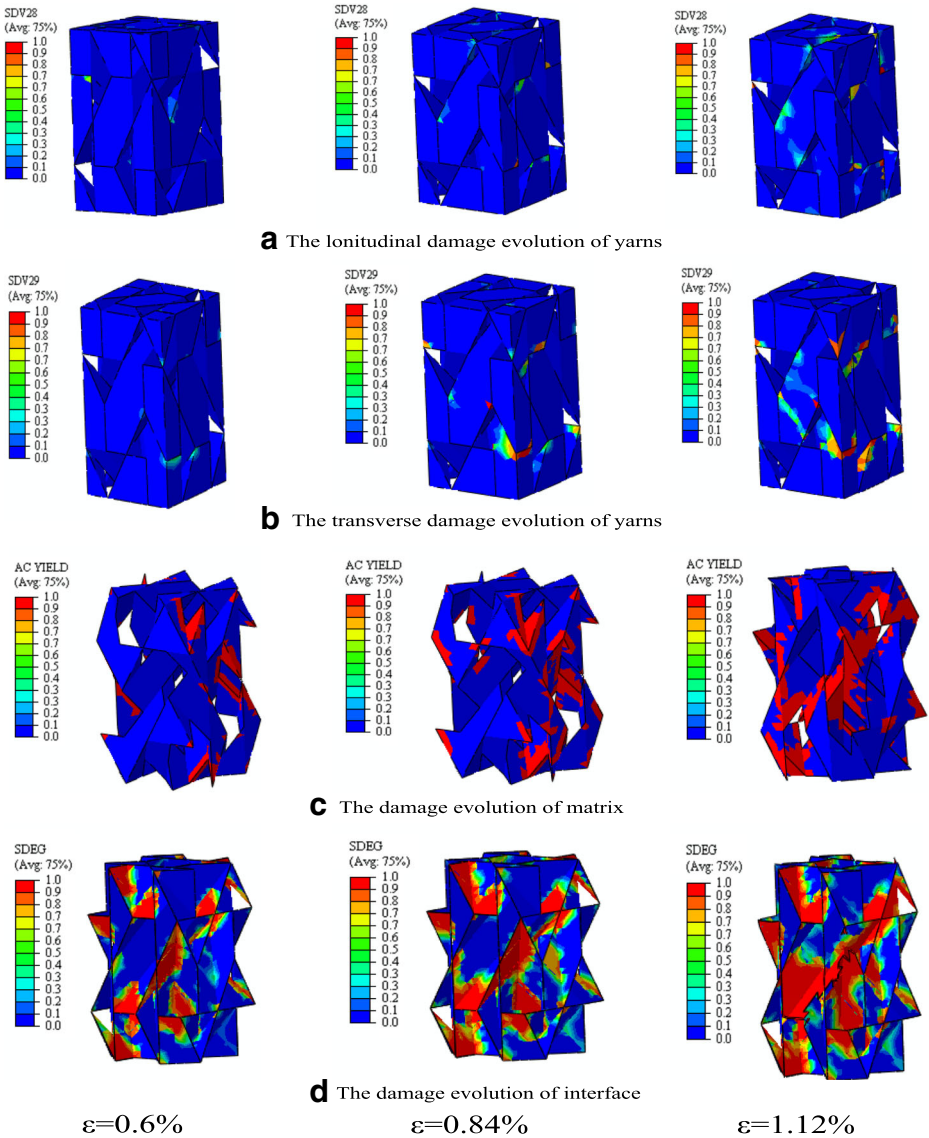 SDV28 SDV28 SDV28
(Avg: 75%) (Avg: 75%) (Avg: 75%)
1.0 1.0 1.0
0.9 0.9 0.9
0.8 0.8 0.8
0.7 0.7 0.7
0.6 0.6 0.6
0.5 0.5 0.5
0.4 0.4 0.4
0.3 0.3 0.3
0.2 0.2 0.2
0.1 0.1 0.1
0.0 0.0 0.0
a The lonitudinal damage evolution of yarns
SDV29 SDV29 SDV29
(Avg: 75%) (Avg: 75%) (Avg: 75%)
1.0 1.0 1.0
0.9 0.9 0.9
0.8 0.8 0.8
0.7 0.7 0.7
0.6 0.6 0.6
0.5 0.5 0.5
0.4 0.4 0.4
0.3 0.3 0.3
0.2 0.2 0.2
0.1 0.1 0.1
0.0 0.0 0.0
b The transverse damage evolution of yarns
AC YIELD AC YIELD AC YIELD
(Avg: 75%) (Avg: 75%) (Avg: 75%)
1.0 1.0 1.0
0.9 0.9 0.9
0.8 0.8 0.8
0.7 0.7 0.7
0.6 0.6 0.6
0.5 0.5 0.5
0.4 0.4 0.4
0.3 0.3 0.3
0.2 0.2 0.2
0.1 0.1 0.1
0.0 0.0 0.0
c The damage evolution of matrix
SDEG SDEG SDEG
(Avg: 75%) (Avg: 75%) (Avg: 75%)
1.0 1.0 1.0
0.9 0.9 0.9
0.8 0.8 0.8
0.7 0.7 0.7
0.6 0.6 0.6
0.5 0.5 0.5
0.4 0.4 0.4
0.3 0.3 0.3
0.2 0.2 0.2
0.1 0.1 0.1
0.0 0.0 0.0
d The damage evolution of interface
ε=0.6% ε=0.84% ε=1.12%